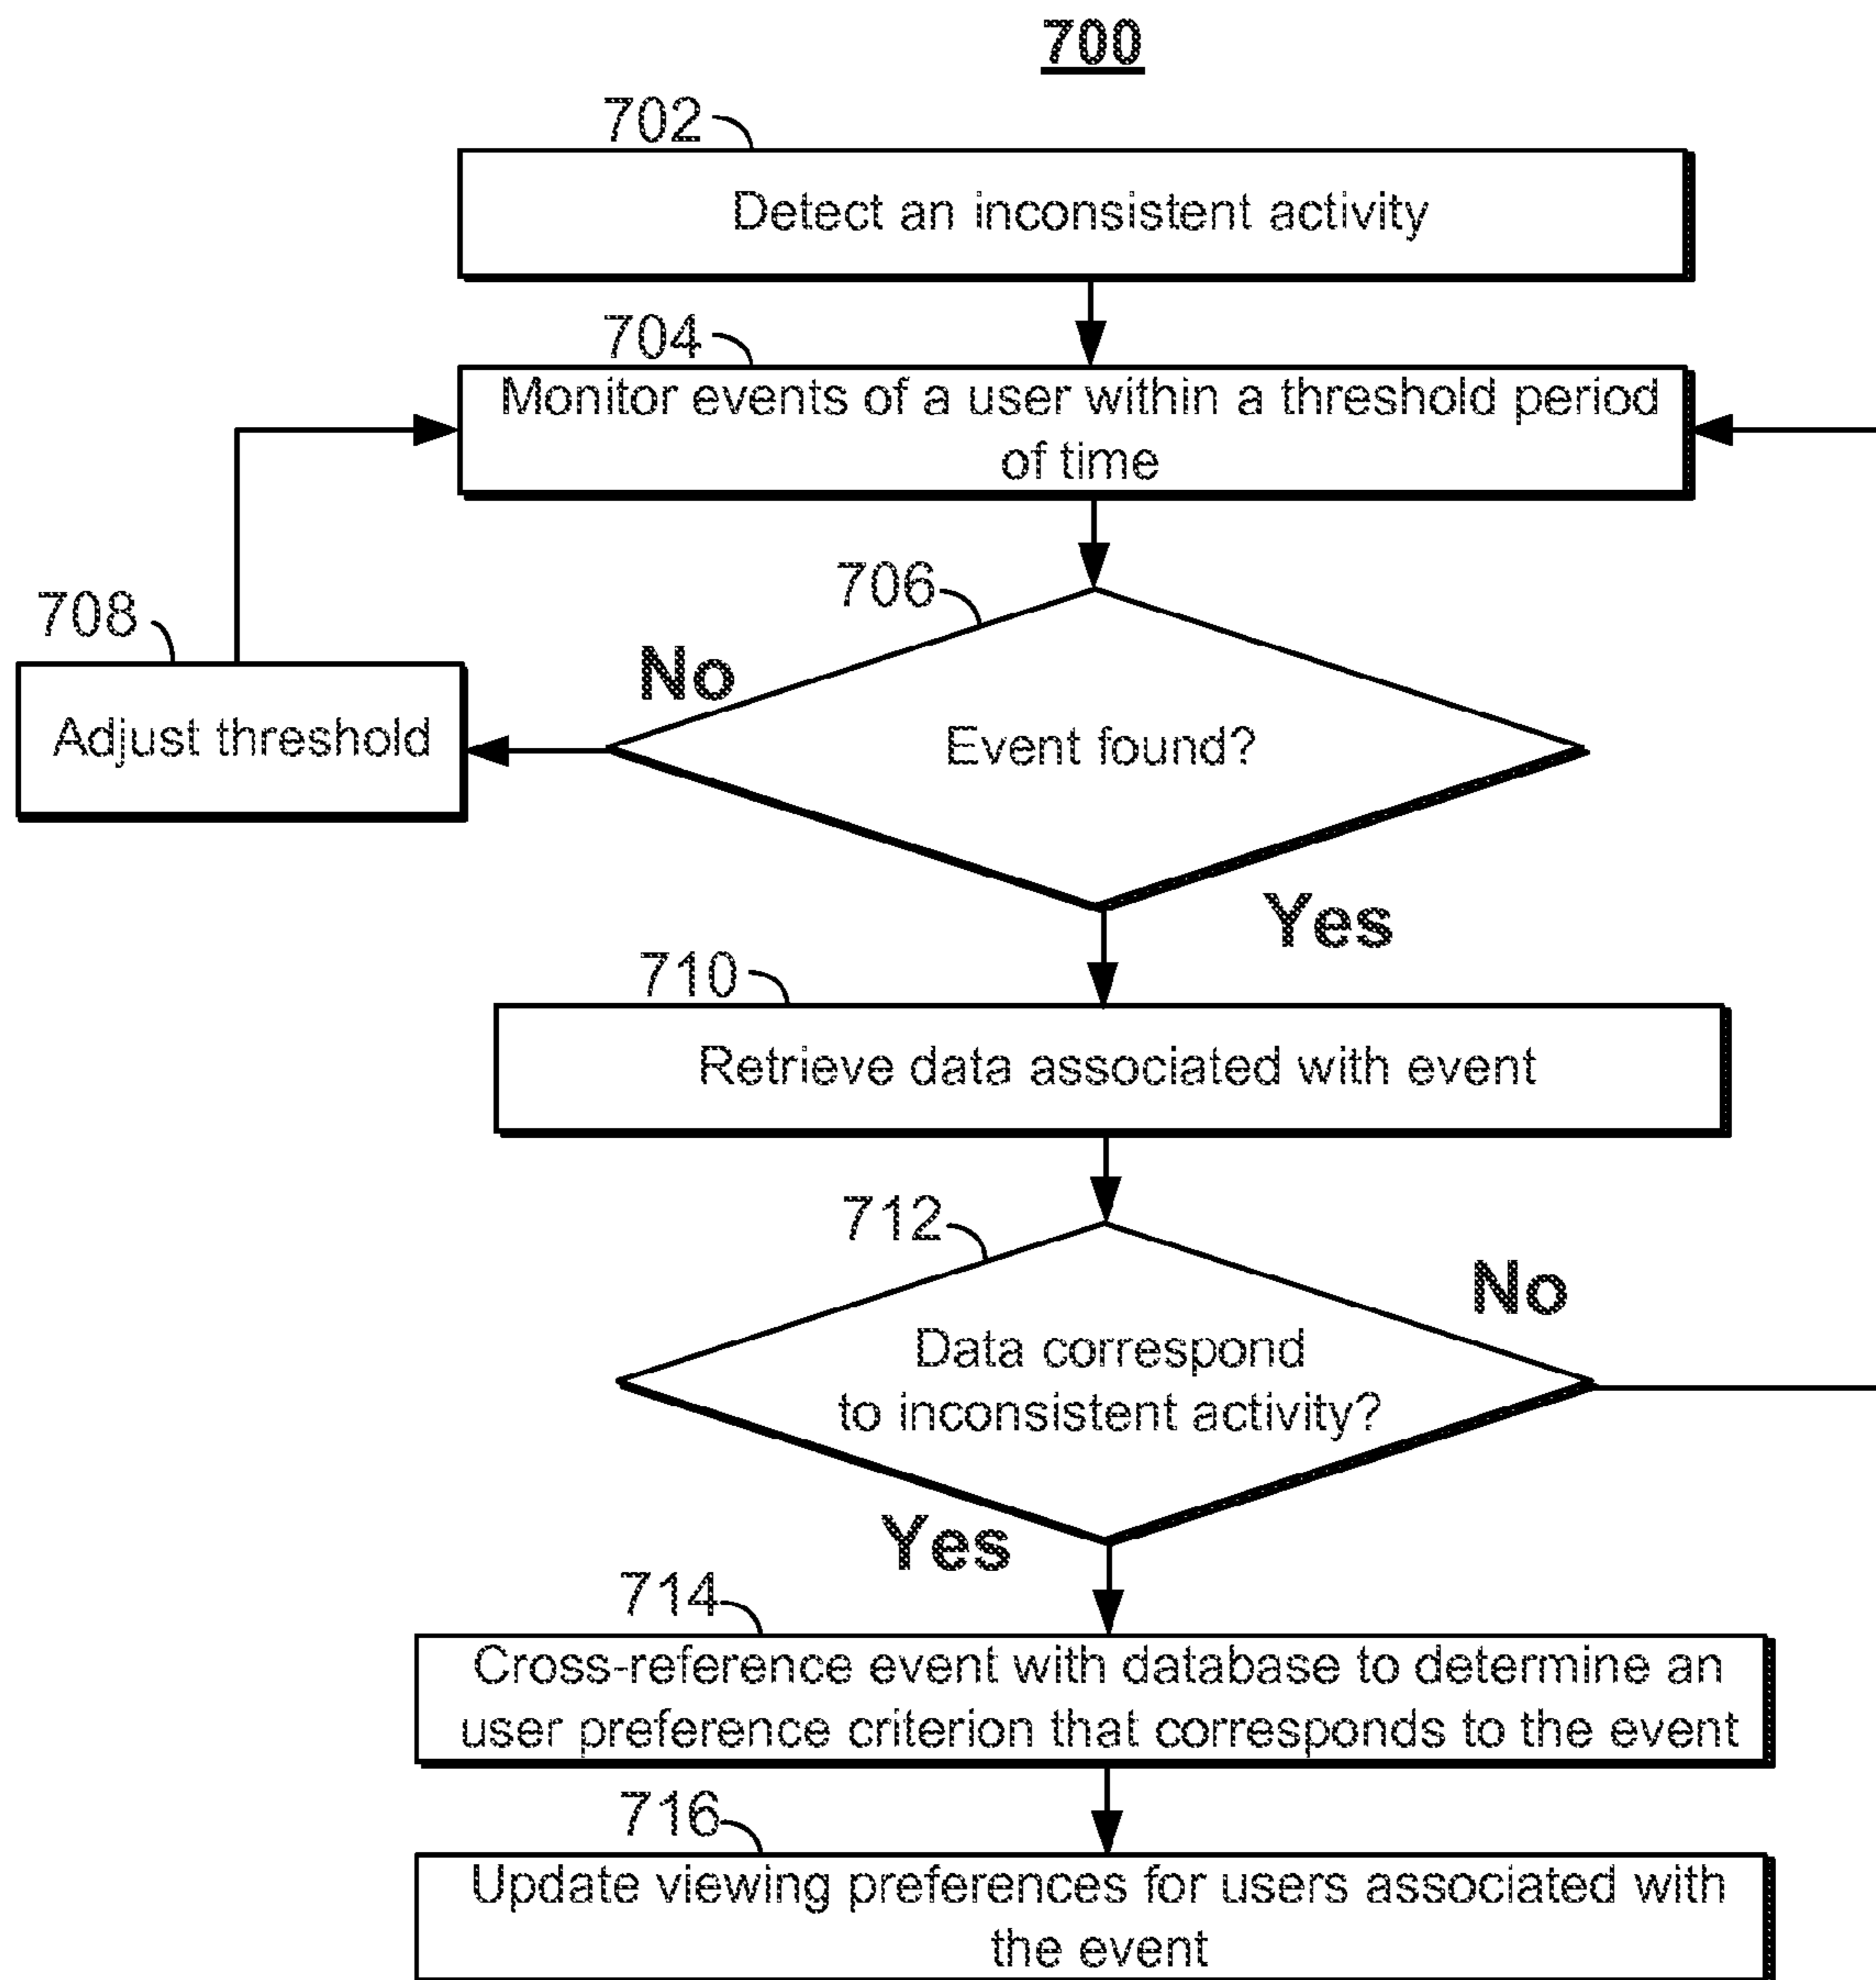 700
702
Detect an inconsistent activity
704
Monitor events of a user within a threshold period
of time
706
708
No
Adjust threshold
Event found?
Yes
710
Retrieve data associated with event
712
No
Data correspond
to inconsistent activity?
Yes
714
Cross-reference event with database to determine an
user preference criterion that corresponds to the event
716
Update viewing preferences for users associated with
the event